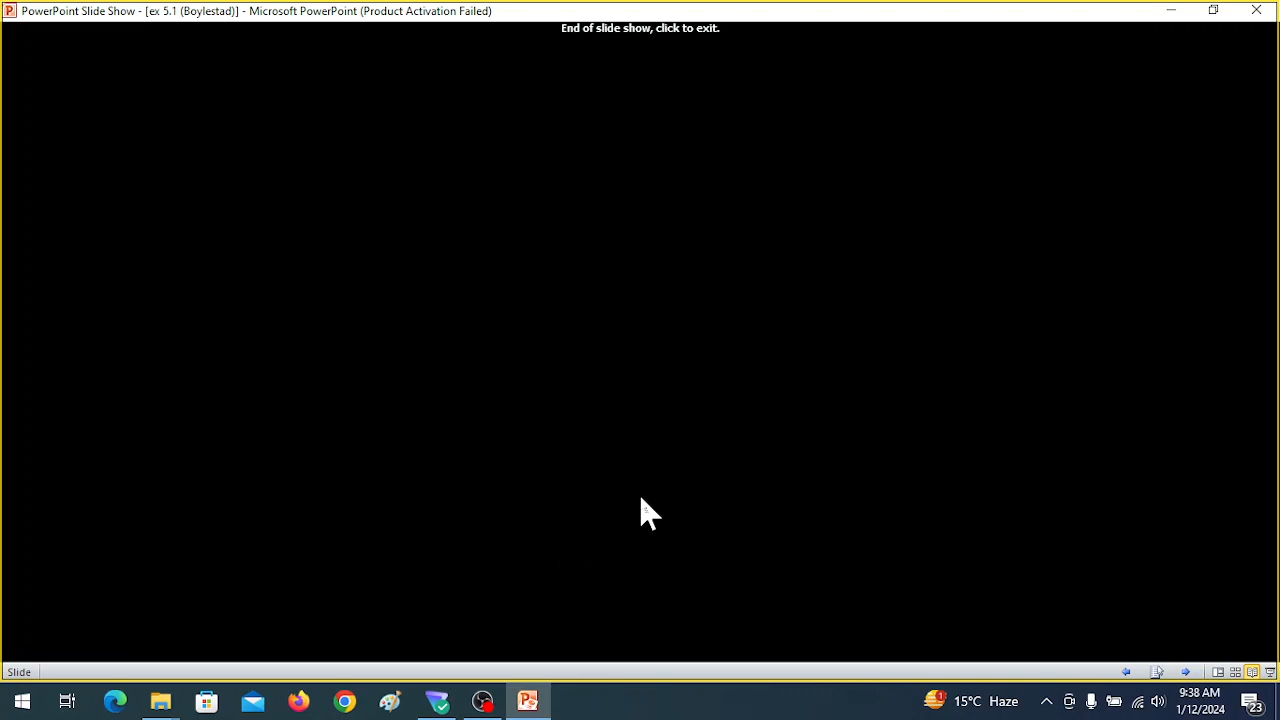 PowerPoint Slide Show - [ex 5.1 (Boylestad)] - Microsoft PowerPoint (Product Activation Failed)
End of slide show, click to exit.
Slide
15°C Haze
9:38 AM
1/12/2024
1
23